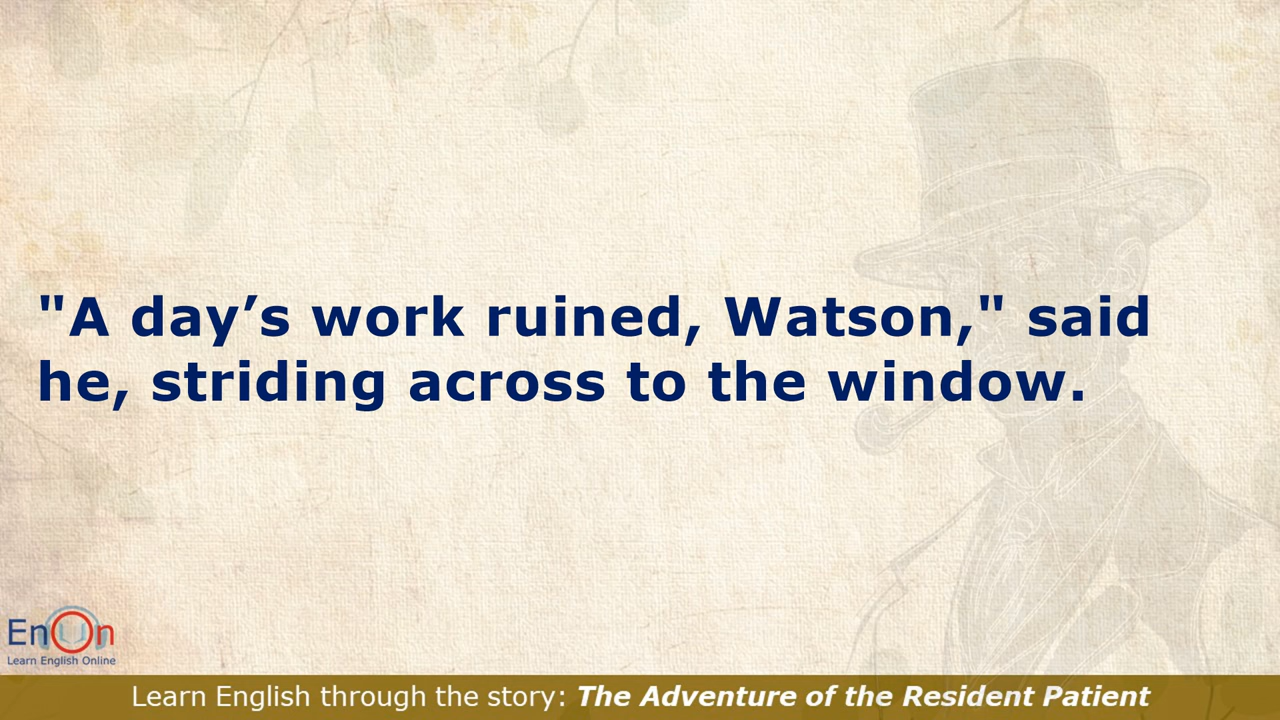 "A day’s work ruined, Watson," said
he, striding across to the window.
EnOn
Learn English Online
Learn English through the story: The Adventure of the Resident Patient